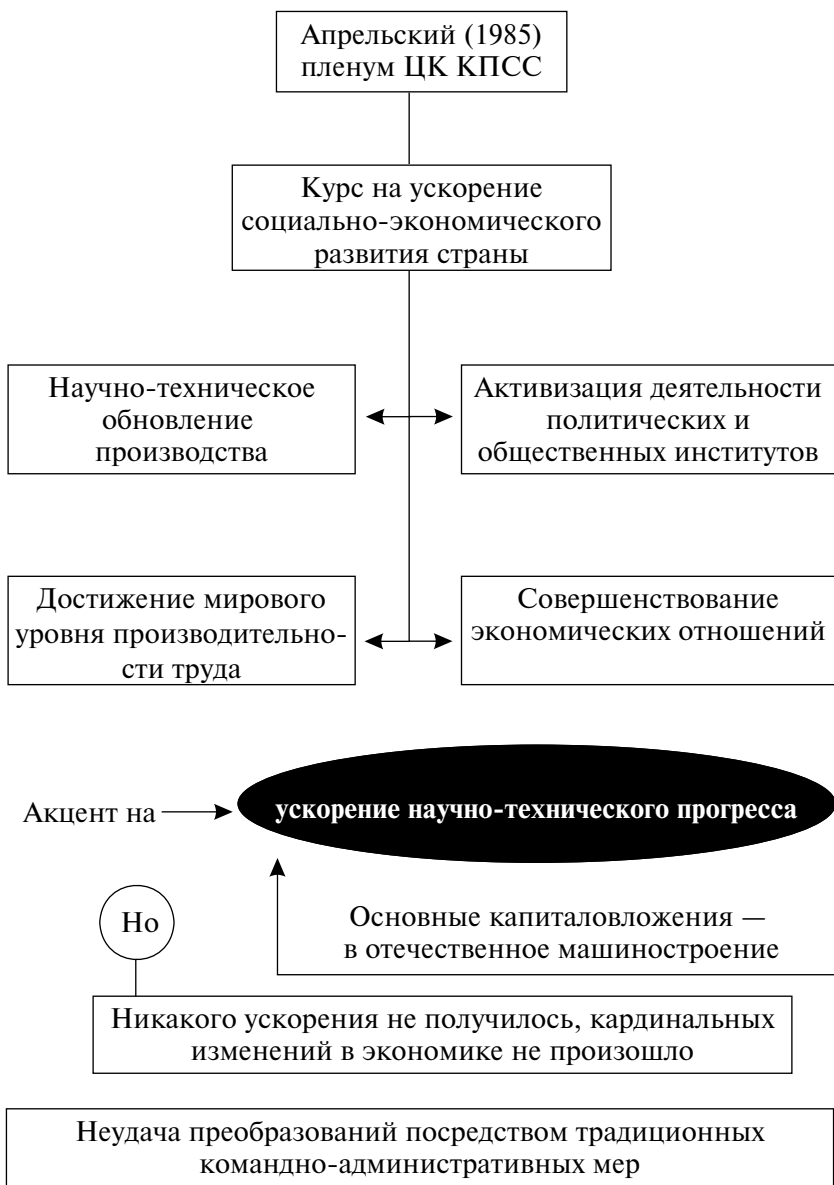 Апрельский (1985)
пленум ЦК КПСС
Курс на ускорение
социально-экономического
развития страны
Научно-техническое
обновление
производства
Активизация деятельности
политических и
общественных институтов
Достижение мирового
уровня производительно-
сти труда
Совершенствование
экономических отношений
Акцент на
ускорение научно-технического прогресса
Но
Основные капиталовложения —
в отечественное машиностроение
Никакого ускорения не получилось, кардинальных
изменений в экономике не произошло
Неудача преобразований посредством традиционных
командно-административных мер